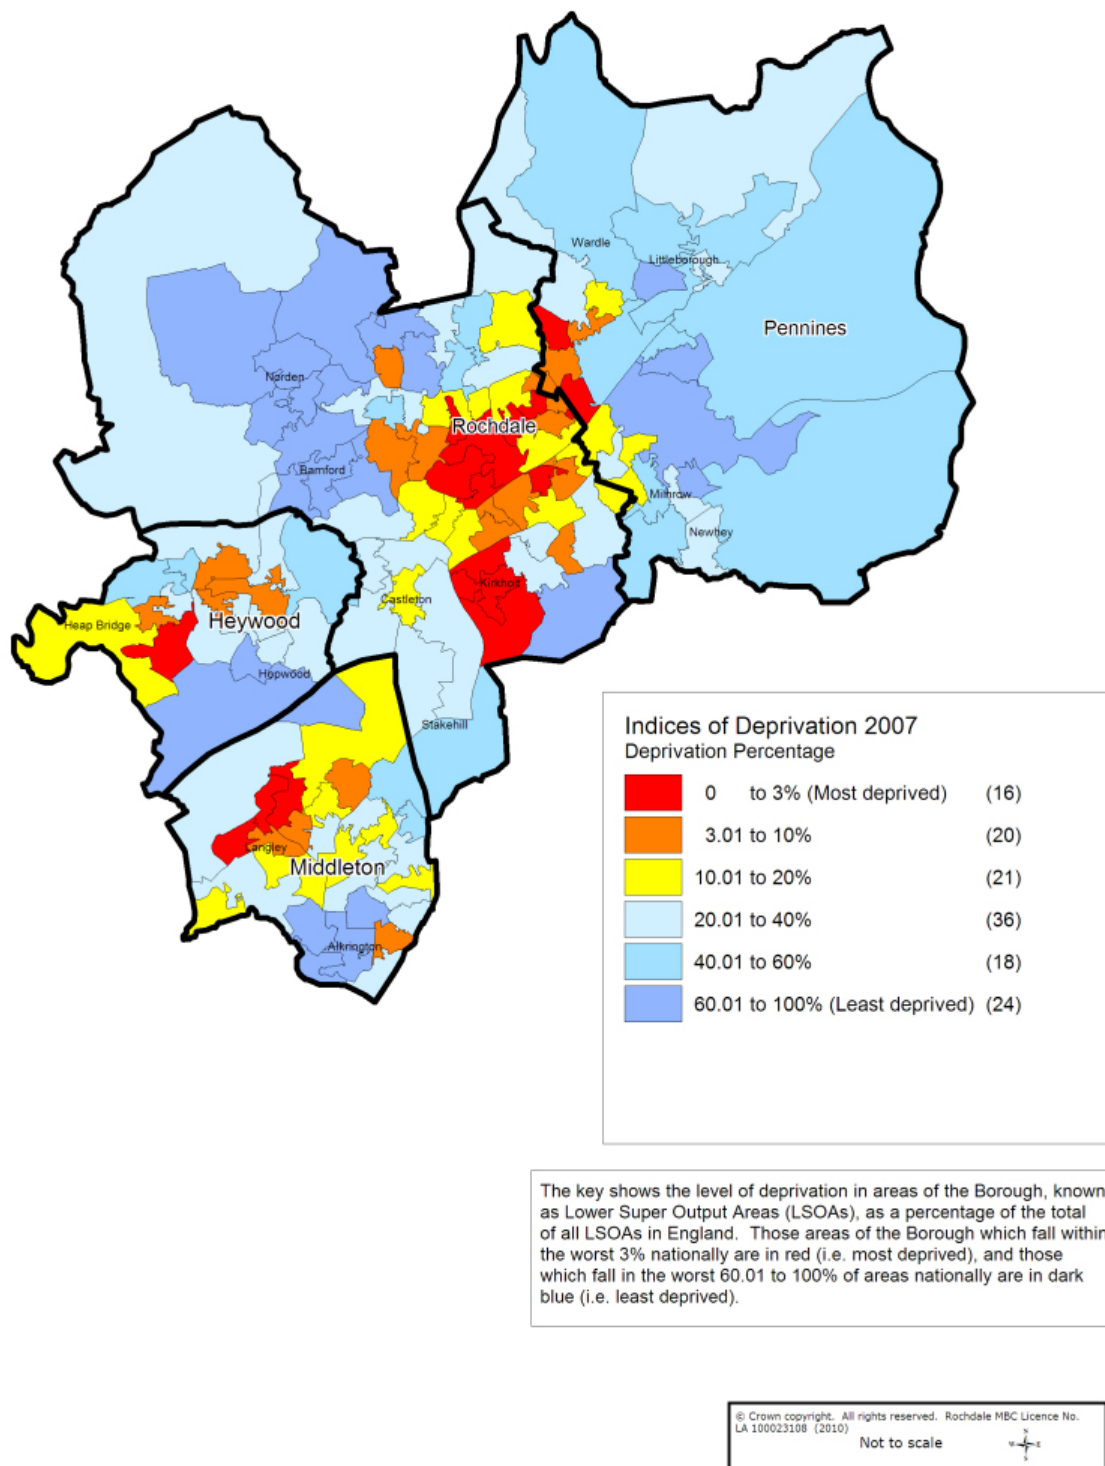 Wardle
Littleborough
Pennines
Norden
Rochdale
Bamford
Milnrow
Newhey
Kirkholt
Castleton
Heap Bridge
Heywood
Hopwood
Stakehill
Langley
Middleton
Alkrington
Indices of Deprivation 2007
Deprivation Percentage
0 to 3% (Most deprived) (16)
3.01 to 10% (20)
10.01 to 20% (21)
20.01 to 40% (36)
40.01 to 60% (18)
60.01 to 100% (Least deprived) (24)
The key shows the level of deprivation in areas of the Borough, known
as Lower Super Output Areas (LSOAs), as a percentage of the total
of all LSOAs in England. Those areas of the Borough which fall within
the worst 3% nationally are in red (i.e. most deprived), and those
which fall in the worst 60.01 to 100% of areas nationally are in dark
blue (i.e. least deprived).
© Crown copyright. All rights reserved. Rochdale MBC Licence No.
LA 100023108 (2010)
Not to scale
N
W E
S